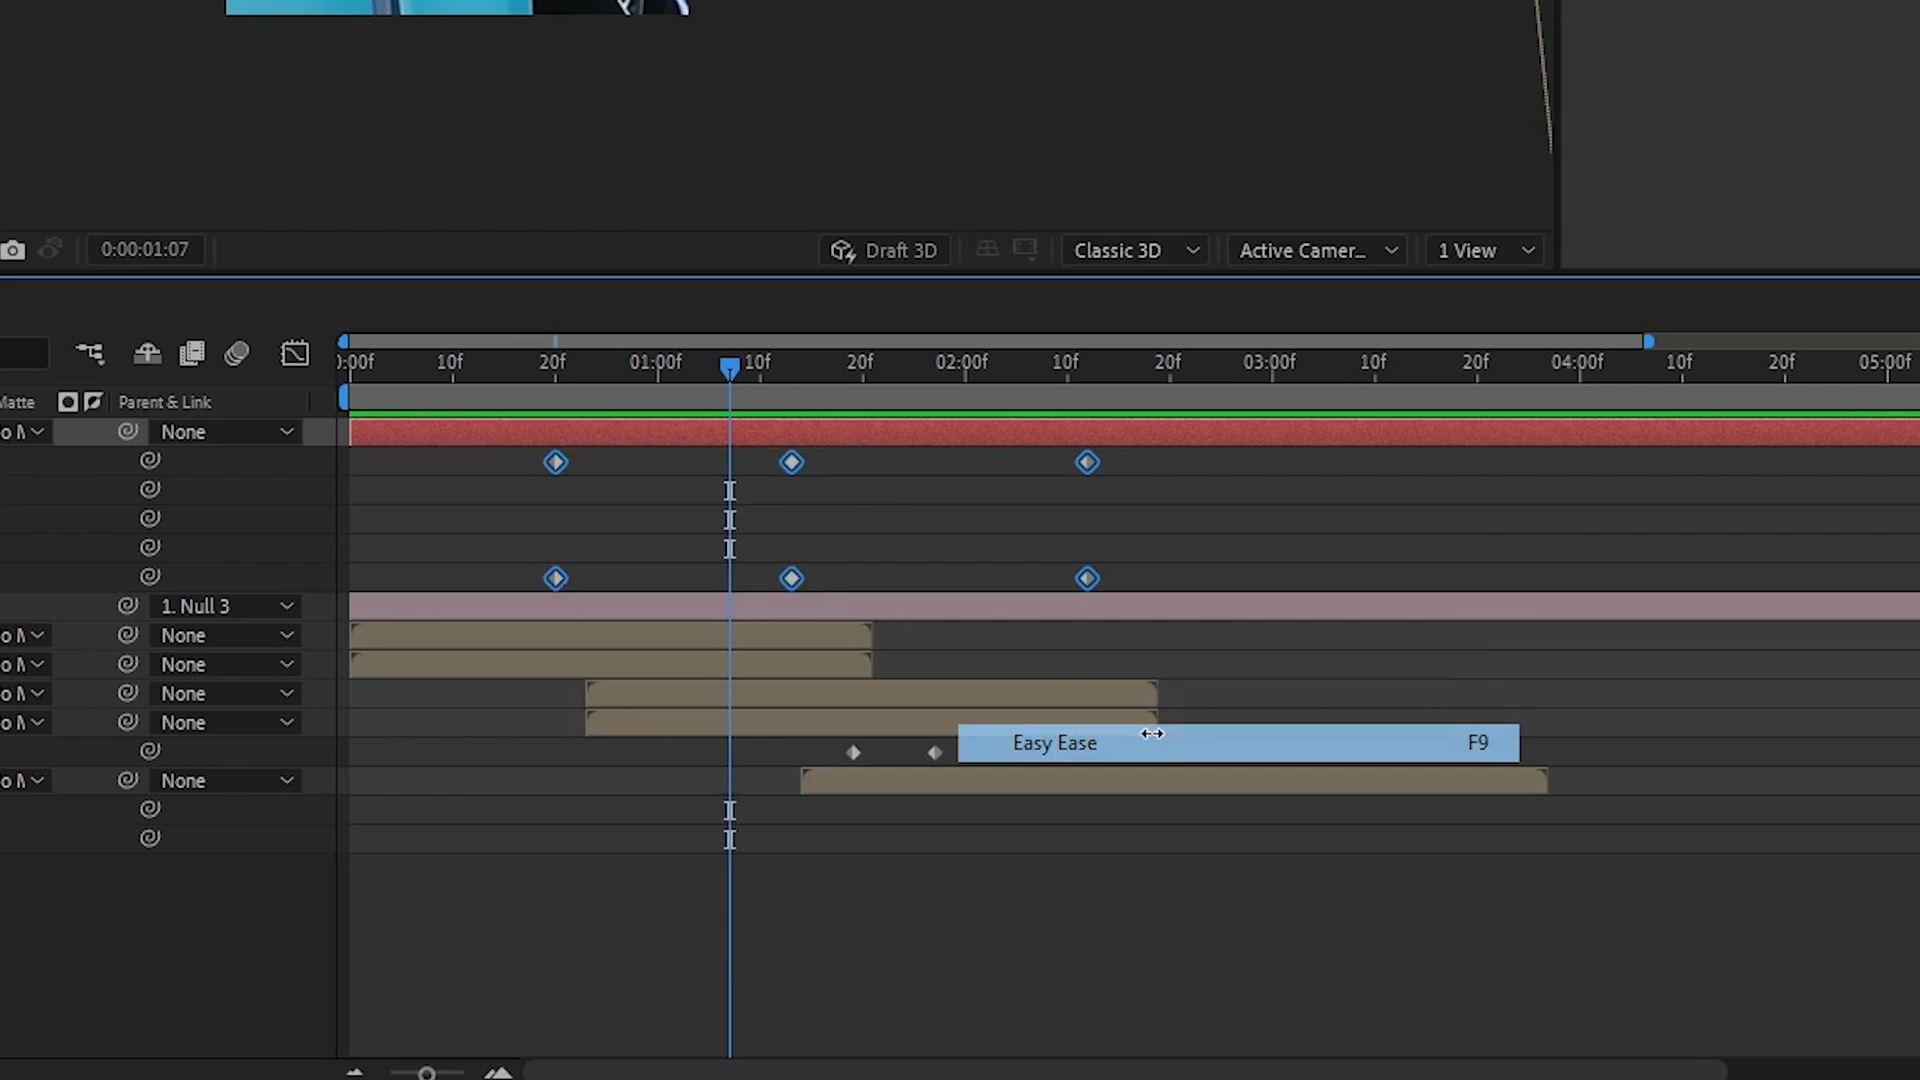 0:00:01:07 Draft 3D Classic 3D Active Camer... 1 View
):00f 10f 20f 01:00f 10f 20f 02:00f 10f 20f 03:00f 10f 20f 04:00f 10f 20f 05:00f
Matte Parent & Link
o M None
1. Null 3
o M None
o M None
o M None
o M None
Easy Ease F9
o M None